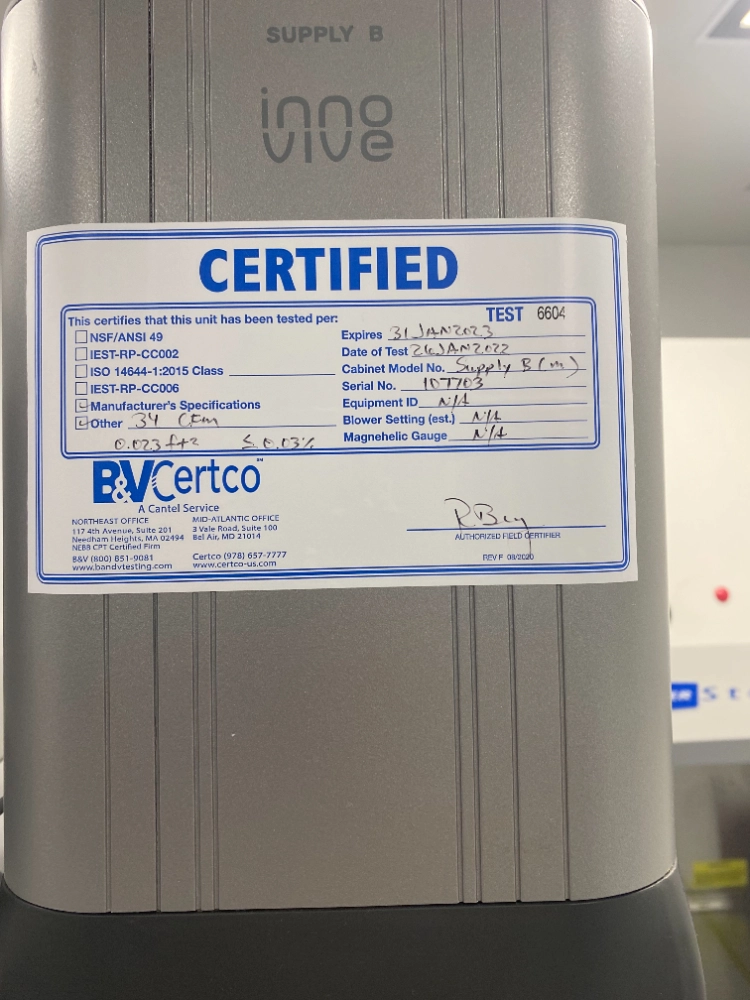 SUPPLY B
inno
vive
CERTIFIED
This certifies that this unit has been tested per:
NSF/ANSI 49
IEST-RP-CC002
ISO 14644-1:2015 Class
IEST-RP-CC006
Manufacturer's Specifications
Other 34 CFM
0.023 ft2 ≤ 0.03%
TEST 6604
Expires 31 JAN 2023
Date of Test 26 JAN 2022
Cabinet Model No. Supply B (m)
Serial No. 107703
Equipment ID N/A
Blower Setting (est.) N/A
Magnehelic Gauge N/A
B&V Certco™
A Cantel Service
NORTHEAST OFFICE
117 4th Avenue, Suite 201
Needham Heights, MA 02494
NEBB CPT Certified Firm
B&V (800) 851-9081
www.bandvtesting.com
MID-ATLANTIC OFFICE
3 Vale Road, Suite 100
Bel Air, MD 21014
Certco (978) 657-7777
www.certco-us.com
AUTHORIZED FIELD CERTIFIER
REV F 08/2020